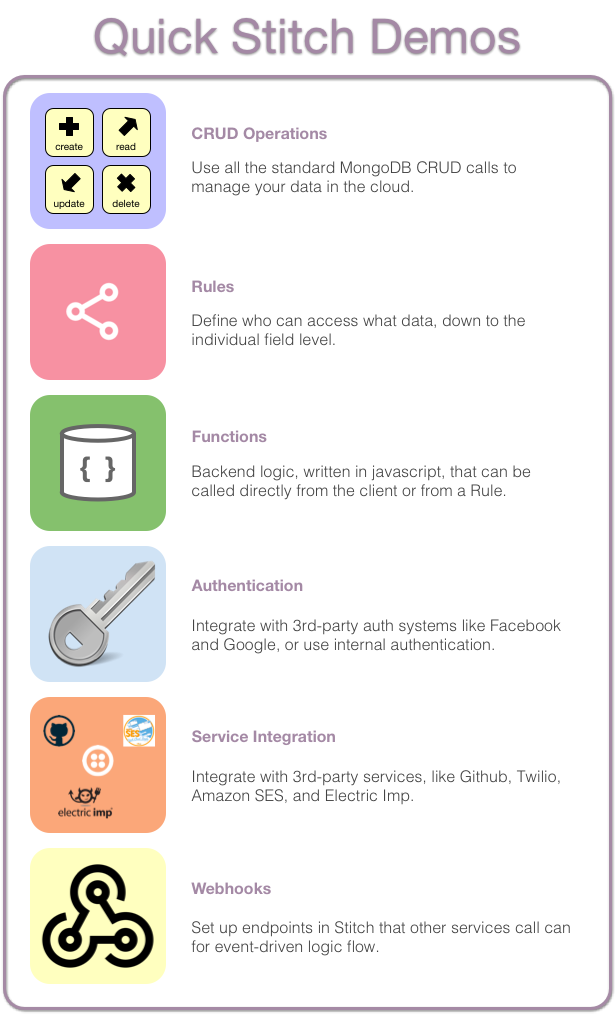 Quick Stitch Demos
create
read
update
delete
CRUD Operations
Use all the standard MongoDB CRUD calls to
manage your data in the cloud.
Rules
Define who can access what data, down to the
individual field level.
{ }
Functions
Backend logic, written in javascript, that can be
called directly from the client or from a Rule.
Authentication
Integrate with 3rd-party auth systems like Facebook
and Google, or use internal authentication.
SES
electric imp
Service Integration
Integrate with 3rd-party services, like Github, Twilio,
Amazon SES, and Electric Imp.
Webhooks
Set up endpoints in Stitch that other services call can
for event-driven logic flow.